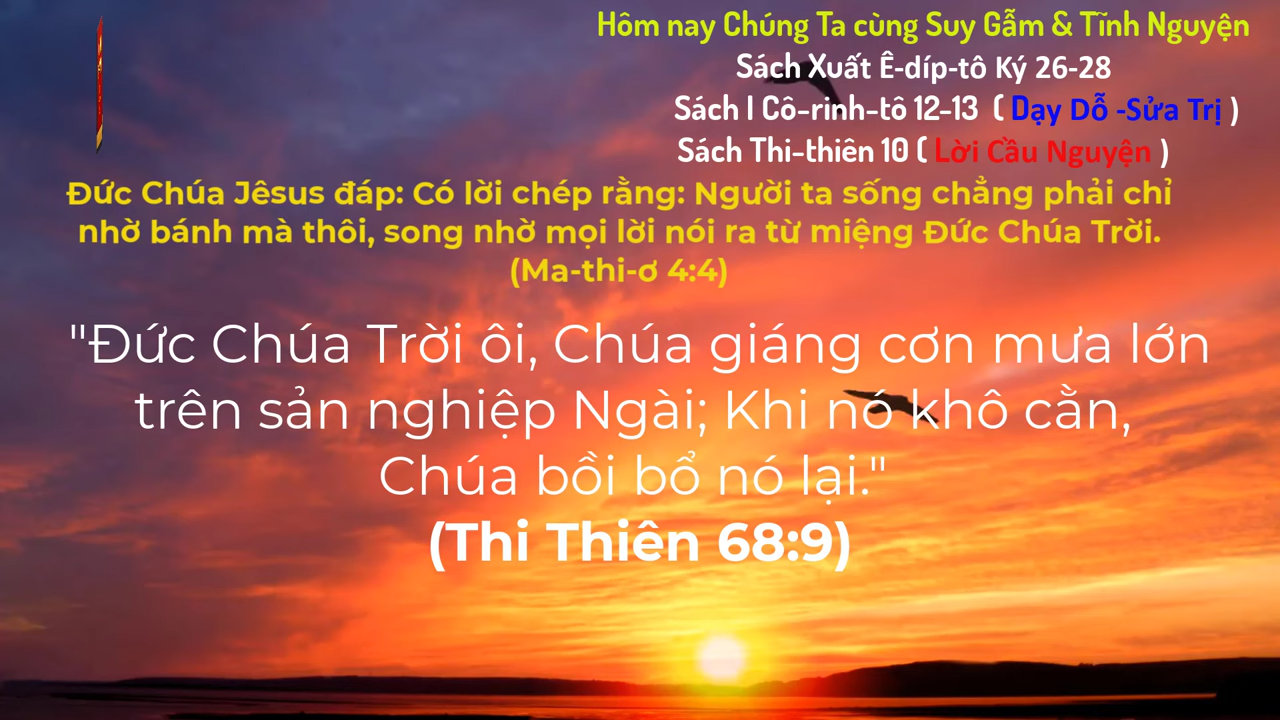 Hôm nay Chúng Ta cùng Suy Gẫm & Tĩnh Nguyện
Sách Xuất Ê-díp-tô Ký 26-28
Sách I Cô-rinh-tô 12-13 ( Dạy Dỗ -Sửa Trị )
Sách Thi-thiên 10 ( Lời Cầu Nguyện )
Đức Chúa Jêsus đáp: Có lời chép rằng: Người ta sống chẳng phải chỉ
nhờ bánh mà thôi, song nhờ mọi lời nói ra từ miệng Đức Chúa Trời.
(Ma-thi-ơ 4:4)
"Đức Chúa Trời ôi, Chúa giáng cơn mưa lớn
trên sản nghiệp Ngài; Khi nó khô cằn,
Chúa bồi bổ nó lại."
(Thi Thiên 68:9)